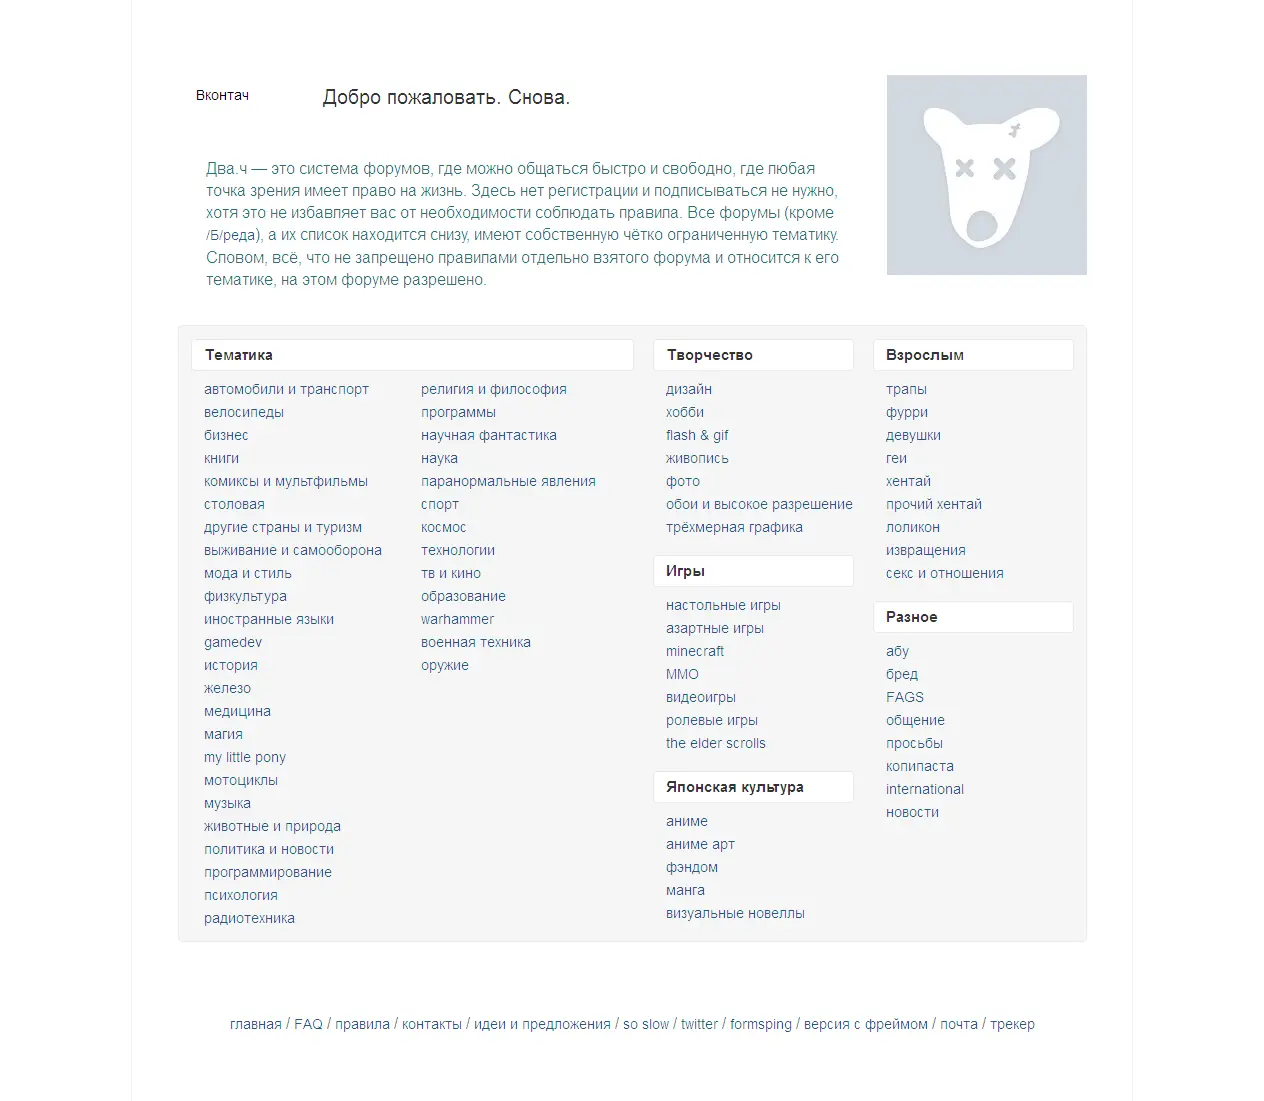 Вконтач
Добро пожаловать. Снова.
Два.ч — это система форумов, где можно общаться быстро и свободно, где любая
точка зрения имеет право на жизнь. Здесь нет регистрации и подписываться не нужно,
хотя это не избавляет вас от необходимости соблюдать правила. Все форумы (кроме
/Б/реда), а их список находится снизу, имеют собственную чётко ограниченную тематику.
Словом, всё, что не запрещено правилами отдельно взятого форума и относится к его
тематике, на этом форуме разрешено.
Тематика
автомобили и транспорт
велосипеды
бизнес
книги
комиксы и мультфильмы
столовая
другие страны и туризм
выживание и самооборона
мода и стиль
физкультура
иностранные языки
gamedev
история
железо
медицина
магия
my little pony
мотоциклы
музыка
животные и природа
политика и новости
программирование
психология
радиотехника
религия и философия
программы
научная фантастика
наука
паранормальные явления
спорт
космос
технологии
тв и кино
образование
warhammer
военная техника
оружие
Творчество
дизайн
хобби
flash & gif
живопись
фото
обои и высокое разрешение
трёхмерная графика
Игры
настольные игры
азартные игры
minecraft
ММО
видеоигры
ролевые игры
the elder scrolls
Японская культура
аниме
аниме арт
фэндом
манга
визуальные новеллы
Взрослым
трапы
фурри
девушки
геи
хентай
прочий хентай
лоликон
извращения
секс и отношения
Разное
абу
бред
FAGS
общение
просьбы
копипаста
international
новости
главная / FAQ / правила / контакты / идеи и предложения / so slow / twitter / formsping / версия с фреймом / почта / трекер